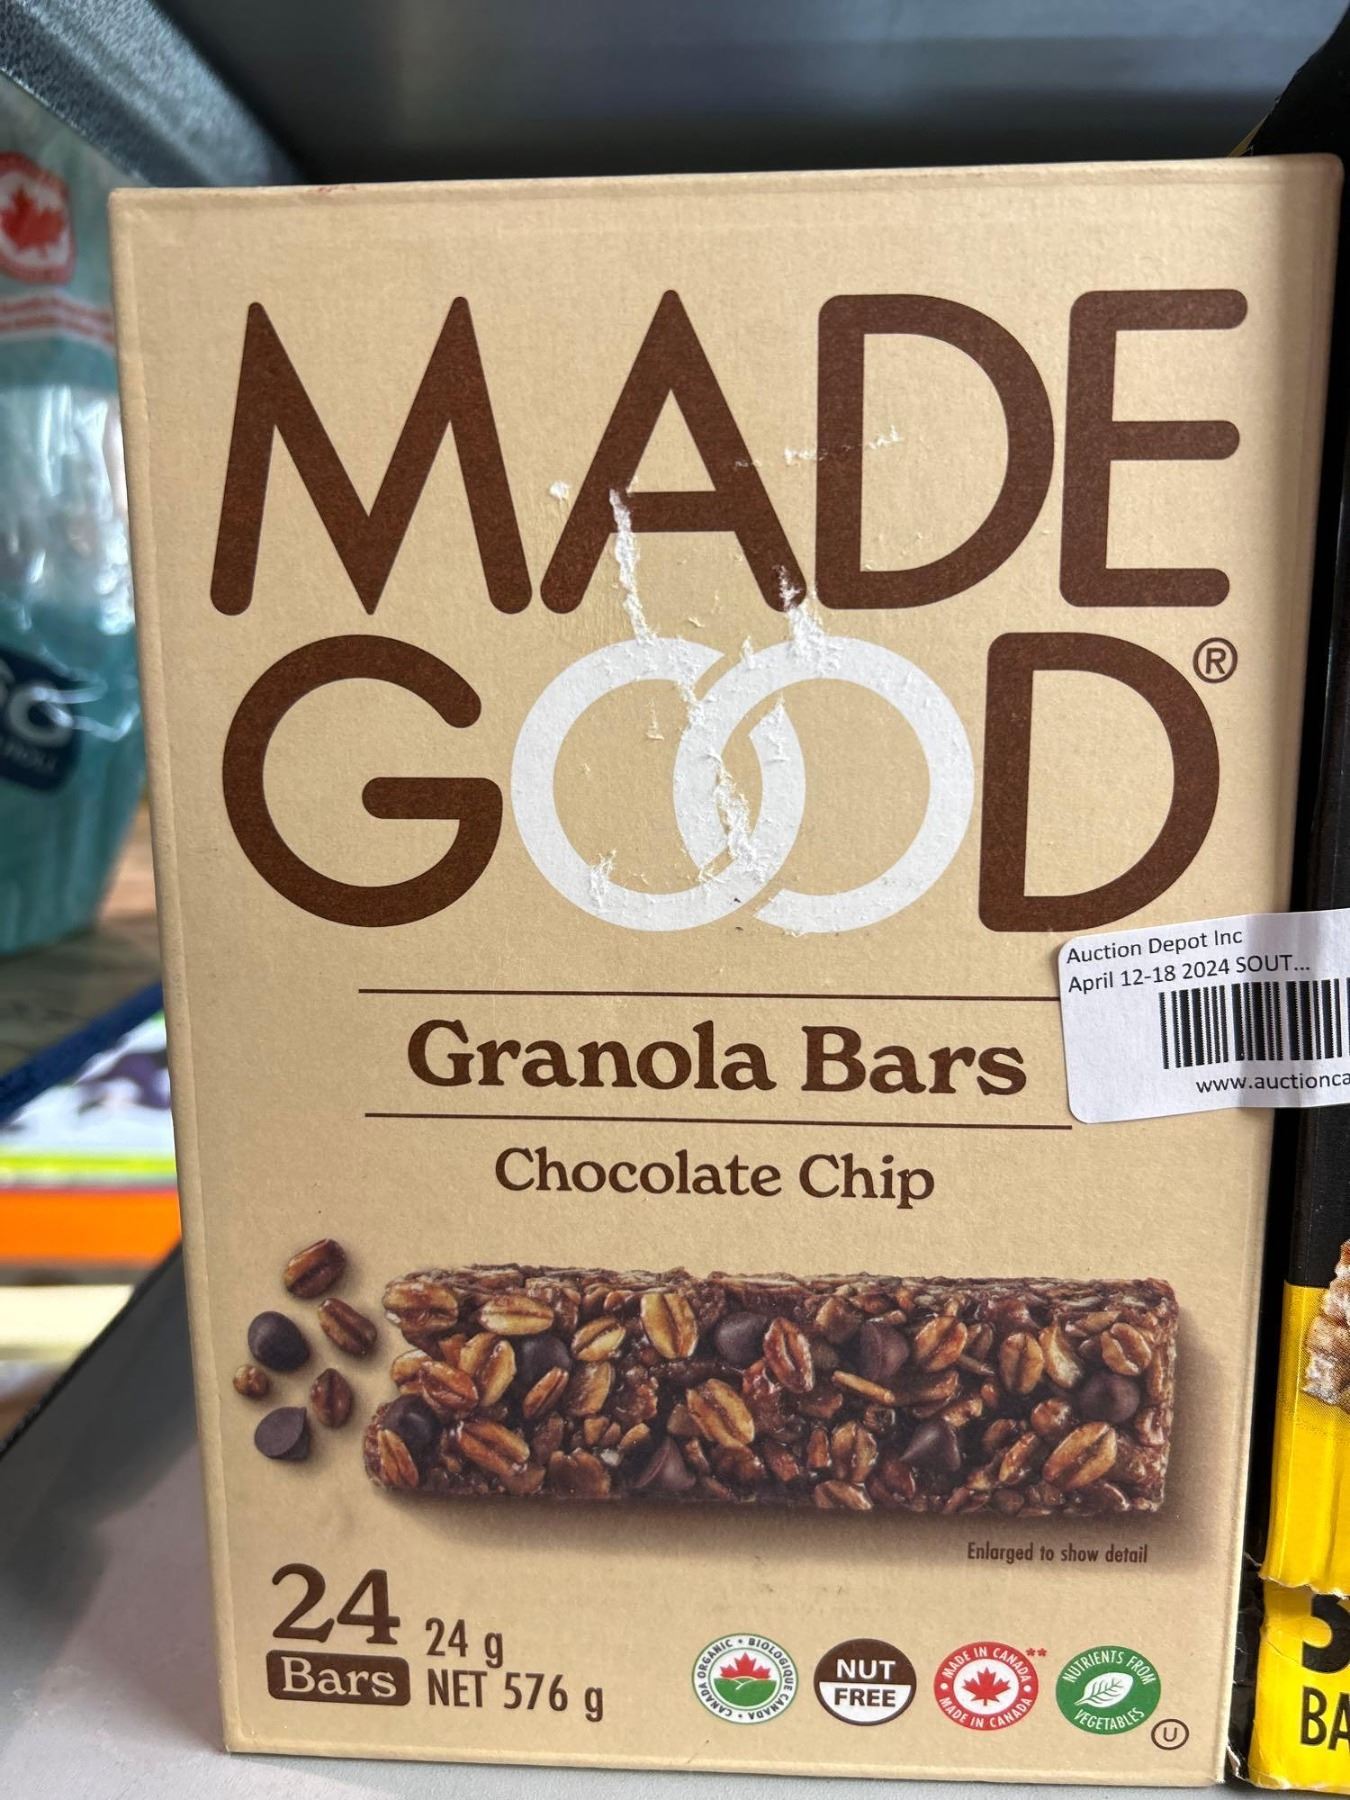 MADE
GOOD®
Auction Depot Inc
April 12-18 2024 SOUT...
www.auctionca
Granola Bars
Chocolate Chip
Enlarged to show detail
24
Bars
24 g
NET 576 g
CANADA ORGANIC • BIOLOGIQUE CANADA •
NUT
FREE
MADE IN CANADA**
MADE IN CANADA
NUTRIENTS FROM
VEGETABLES
U
BA